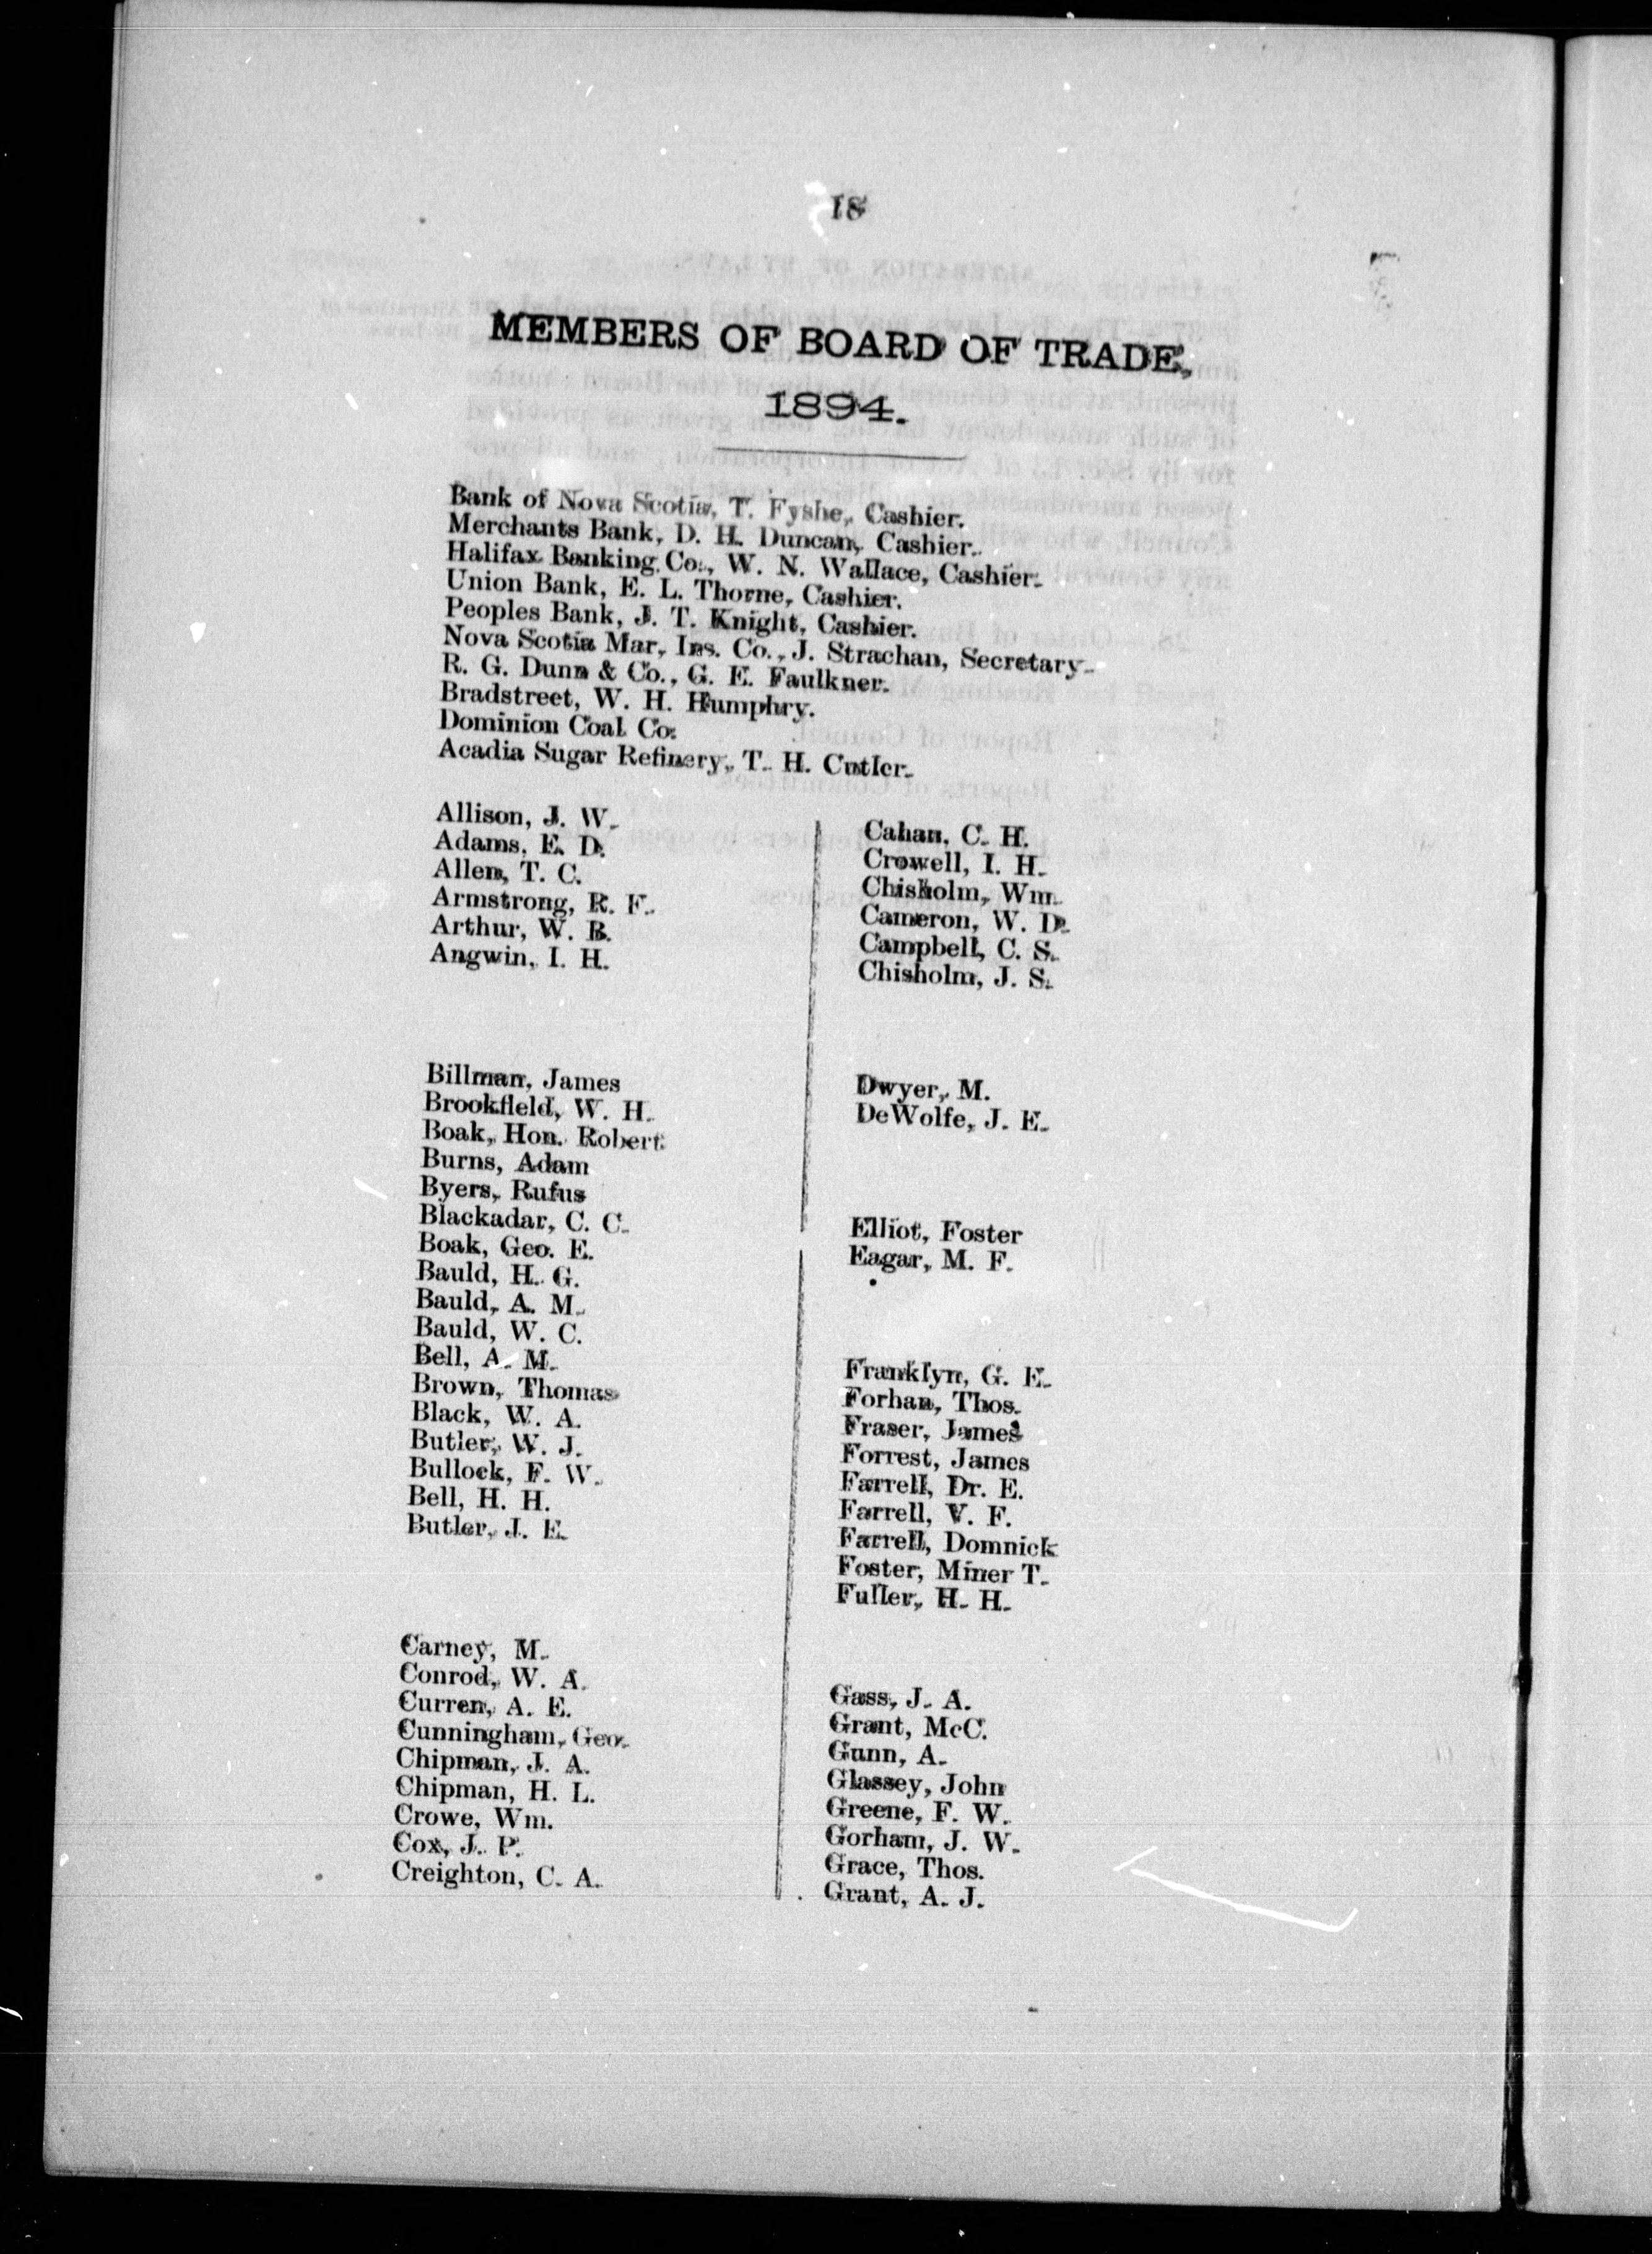 18
MEMBERS OF BOARD OF TRADE,
1894.
Bank of Nova Scotia, T. Fyshe, Cashier.
Merchants Bank, D. H. Duncan, Cashier.
Halifax Banking Co., W. N. Wallace, Cashier.
Union Bank, E. L. Thorne, Cashier.
Peoples Bank, J. T. Knight, Cashier.
Nova Scotia Mar, Ins. Co., J. Strachan, Secretary.
R. G. Dunn & Co., G. E. Faulkner.
Bradstreet, W. H. Humphry.
Dominion Coal Co.
Acadia Sugar Refinery, T. H. Cutler.
Allison, J. W.
Adams, E. D.
Allen, T. C.
Armstrong, R. F.
Arthur, W. B.
Angwin, I. H.
Billman, James
Brookfield, W. H.
Boak, Hon. Robert.
Burns, Adam
Byers, Rufus
Blackadar, C. C.
Boak, Geo. E.
Bauld, H. G.
Bauld, A. M.
Bauld, W. C.
Bell, A. M.
Brown, Thomas
Black, W. A.
Butler, W. J.
Bullock, F. W.
Bell, H. H.
Butler, J. E.
Carney, M.
Conrod, W. A.
Curren, A. E.
Cunningham, Geo.
Chipman, J. A.
Chipman, H. L.
Crowe, Wm.
Cox, J. P.
Creighton, C. A.
Cahan, C. H.
Crowell, I. H.
Chisholm, Wm.
Cameron, W. D.
Campbell, C. S.
Chisholm, J. S.
Dwyer, M.
DeWolfe, J. E.
Elliot, Foster
Eagar, M. F.
Franklyn, G. E.
Forhan, Thos.
Fraser, James
Forrest, James
Farrell, Dr. E.
Farrell, V. F.
Farrell, Domnick
Foster, Miner T.
Fuller, H. H.
Gass, J. A.
Grant, McC.
Gunn, A.
Glassey, John
Greene, F. W.
Gorham, J. W.
Grace, Thos.
Grant, A. J.